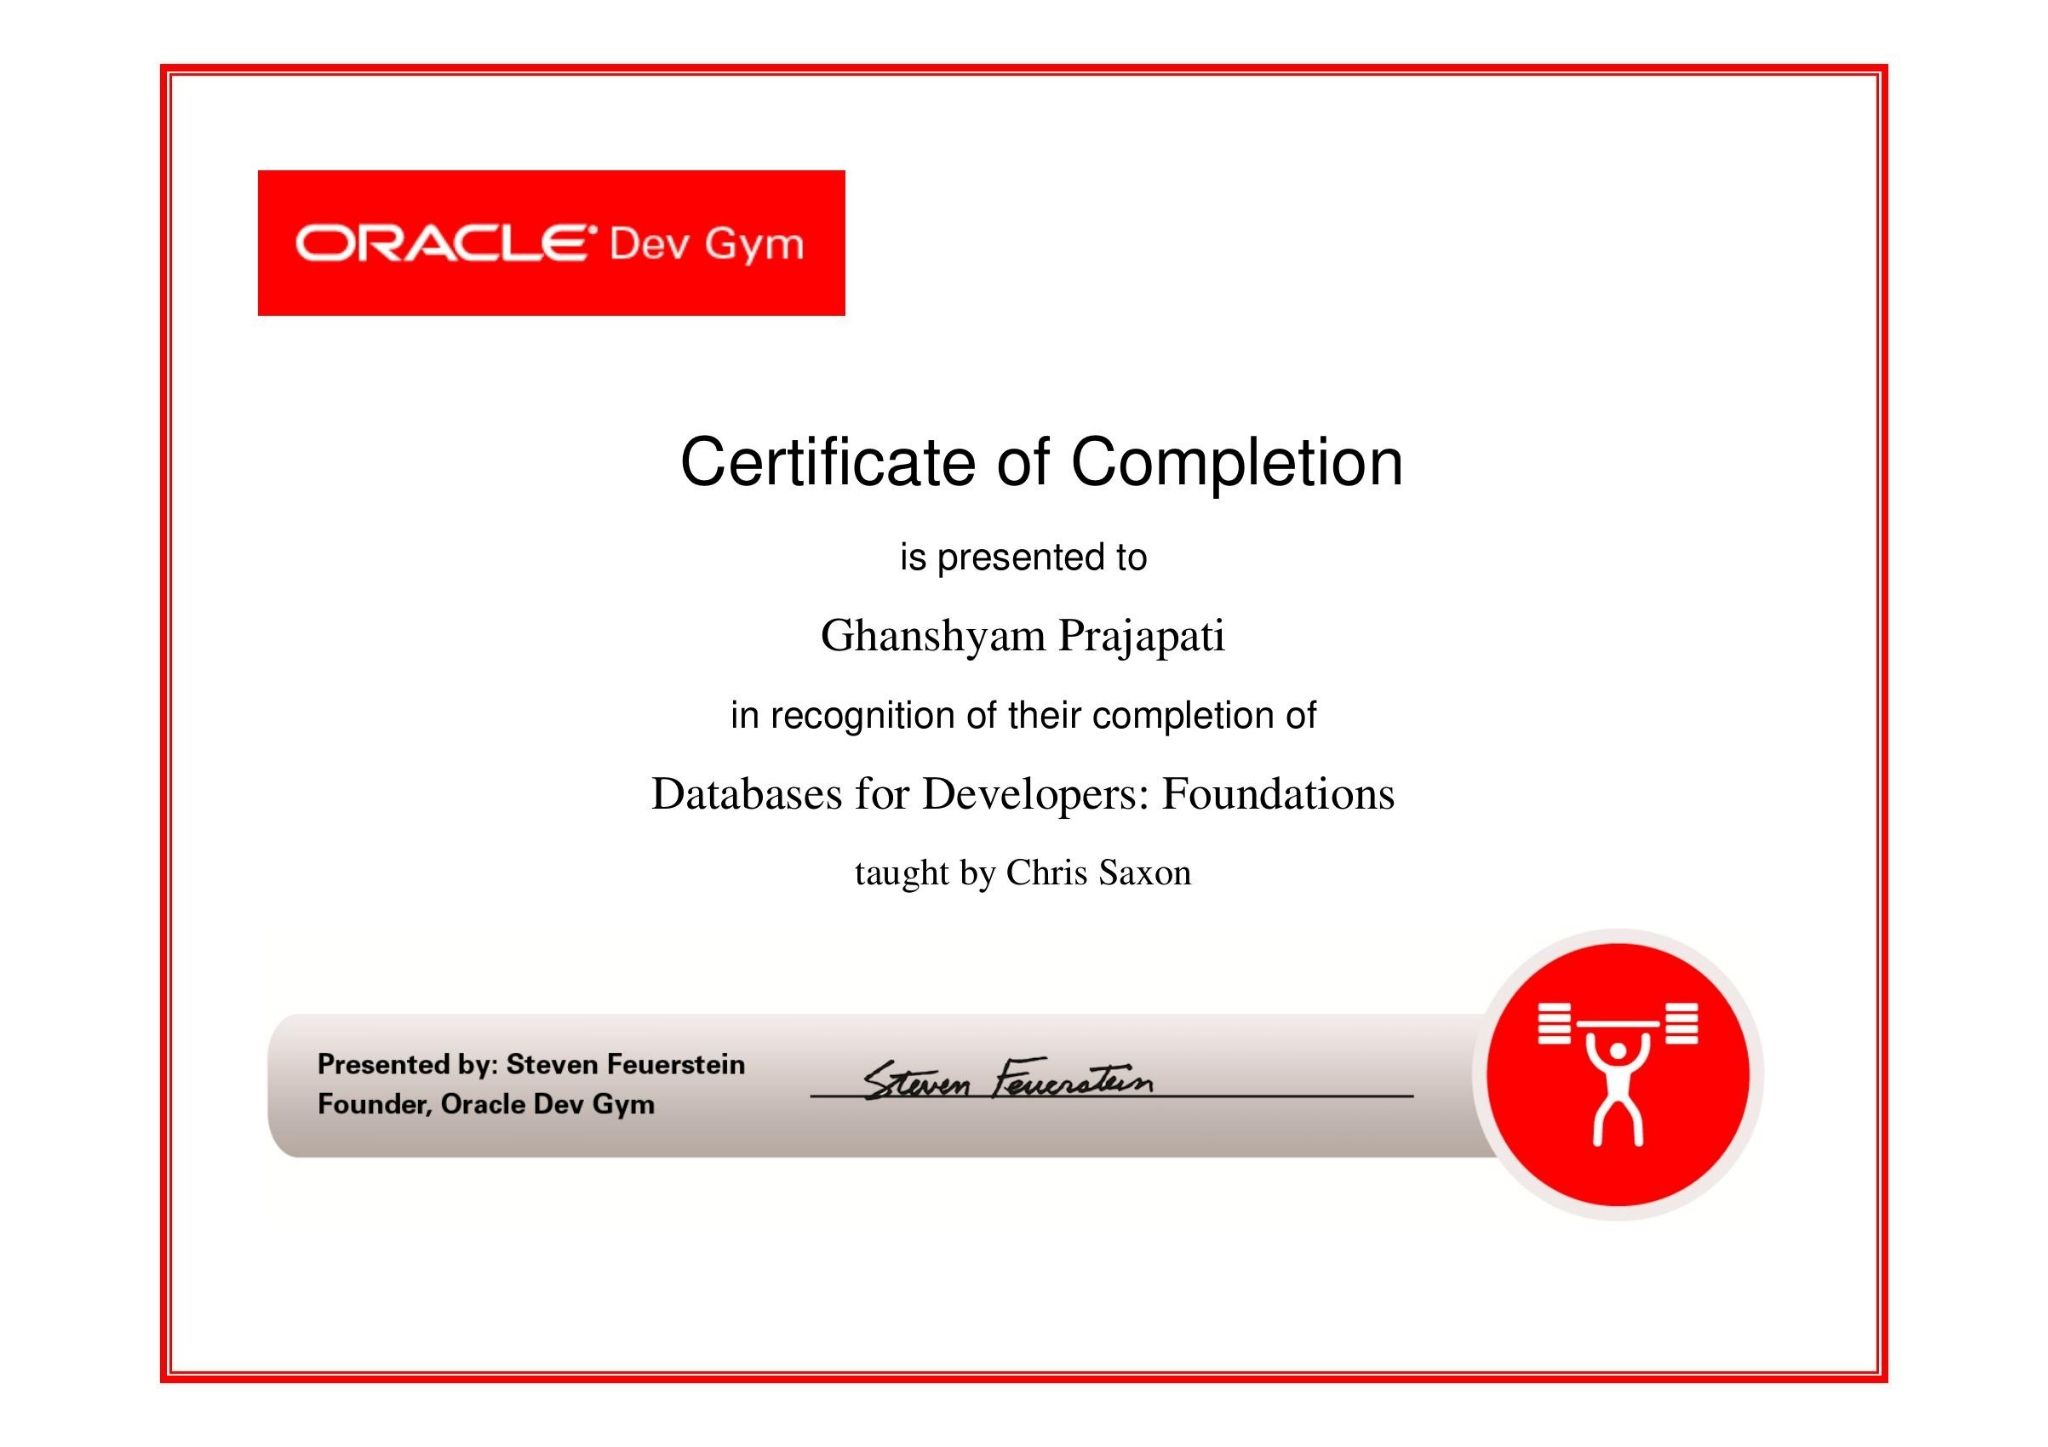 ORACLE® Dev Gym
Certificate of Completion
is presented to
Ghanshyam Prajapati
in recognition of their completion of
Databases for Developers: Foundations
taught by Chris Saxon
Presented by: Steven Feuerstein
Founder, Oracle Dev Gym
Steven Feuerstein